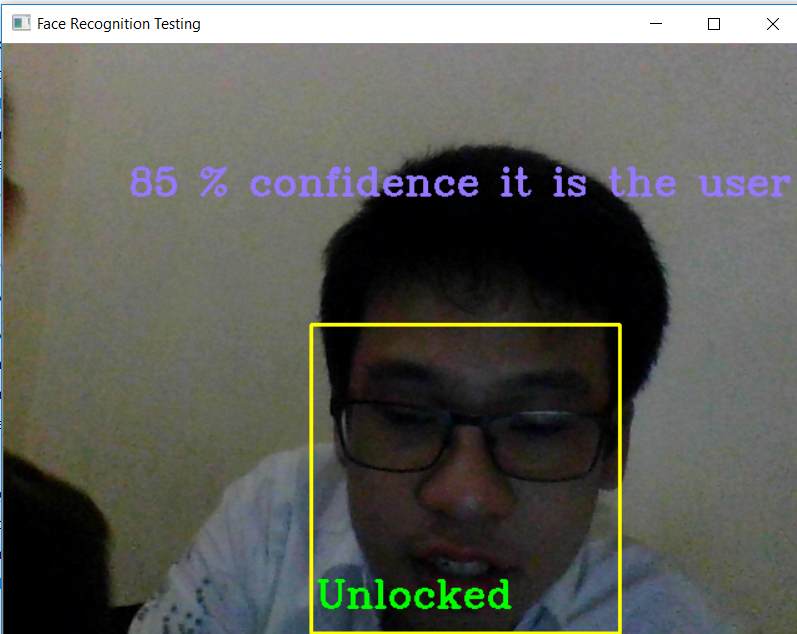 Face Recognition Testing
85 % confidence it is the user
Unlocked